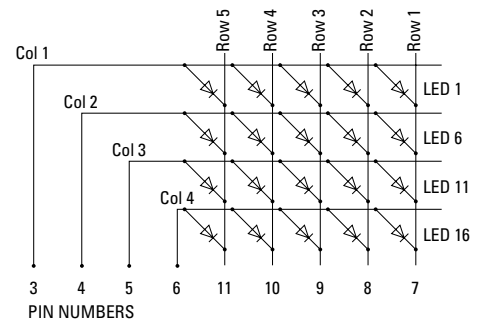 Row 5
Row 4
Row 3
Row 2
Row 1
Col 1
LED 1
Col 2
LED 6
Col 3
LED 11
Col 4
LED 16
3 4 5 6 11 10 9 8 7
PIN NUMBERS